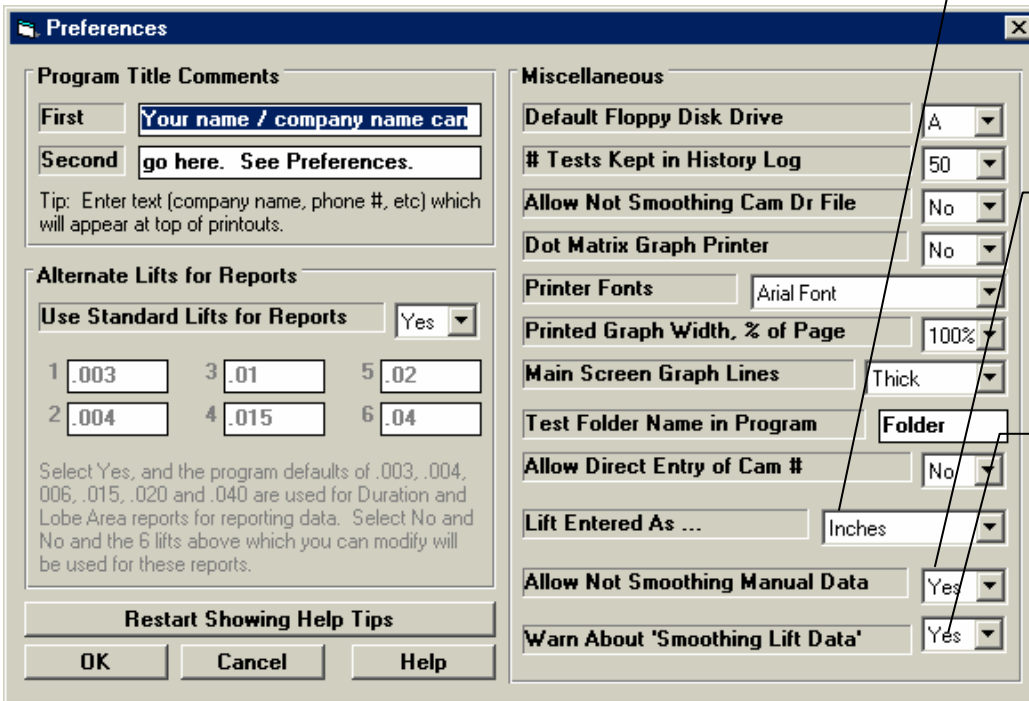 Preferences
Program Title Comments
First
Your name / company name can
Second
go here.  See Preferences.
Tip:  Enter text (company name, phone #, etc) which
will appear at top of printouts.
Alternate Lifts for Reports
Use Standard Lifts for Reports
Yes
1 .003
3 .01
5 .02
2 .004
4 .015
6 .04
Select Yes, and the program defaults of .003, .004,
006, .015, .020 and .040 are used for Duration and
Lobe Area reports for reporting data.  Select No and
No and the 6 lifts above which you can modify will
be used for these reports.
Restart Showing Help Tips
OK
Cancel
Help
Miscellaneous
Default Floppy Disk Drive
A
# Tests Kept in History Log
50
Allow Not Smoothing Cam Dr File
No
Dot Matrix Graph Printer
No
Printer Fonts
Arial Font
Printed Graph Width, % of Page
100%
Main Screen Graph Lines
Thick
Test Folder Name in Program
Folder
Allow Direct Entry of Cam #
No
Lift Entered As ...
Inches
Allow Not Smoothing Manual Data
Yes
Warn About 'Smoothing Lift Data'
Yes